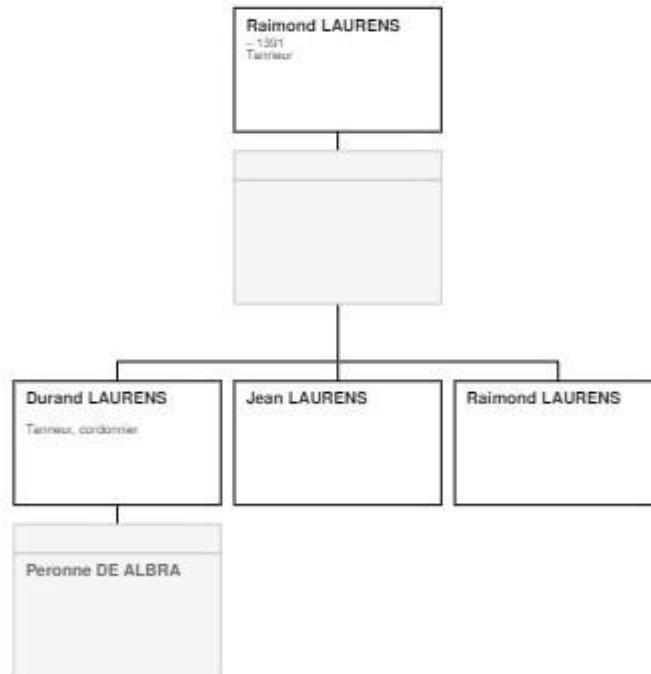 Raimond LAURENS
– 1391
Tanneur
Durand LAURENS
Tanneur, cordonnier
Jean LAURENS
Raimond LAURENS
Peronne DE ALBRA